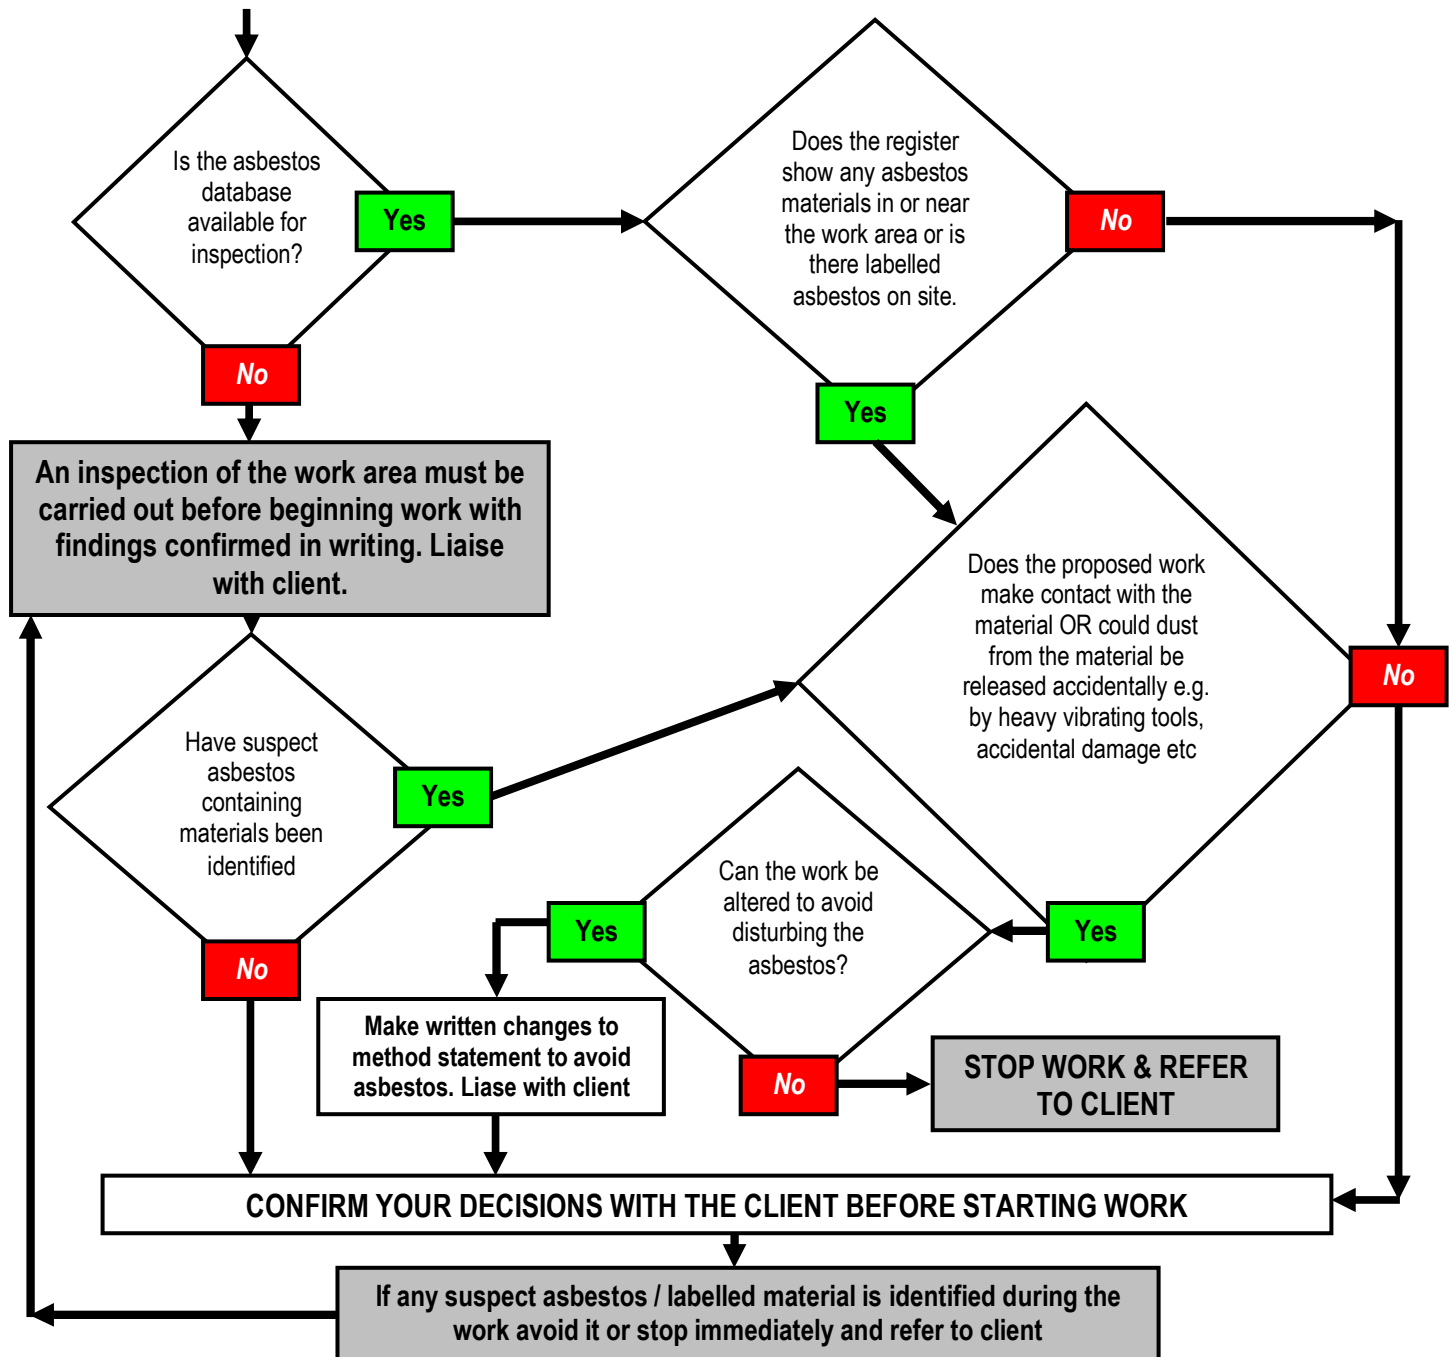 Is the asbestos
database
available for
inspection?
Yes
No
Does the register
show any asbestos
materials in or near
the work area or is
there labelled
asbestos on site.
No
Yes
An inspection of the work area must be
carried out before beginning work with
findings confirmed in writing. Liaise
with client.
Does the proposed work
make contact with the
material OR could dust
from the material be
released accidentally e.g.
by heavy vibrating tools,
accidental damage etc
No
Yes
Have suspect
asbestos
containing
materials been
identified
Yes
No
Can the work be
altered to avoid
disturbing the
asbestos?
Yes
No
Make written changes to
method statement to avoid
asbestos. Liase with client
STOP WORK & REFER
TO CLIENT
CONFIRM YOUR DECISIONS WITH THE CLIENT BEFORE STARTING WORK
If any suspect asbestos / labelled material is identified during the
work avoid it or stop immediately and refer to client